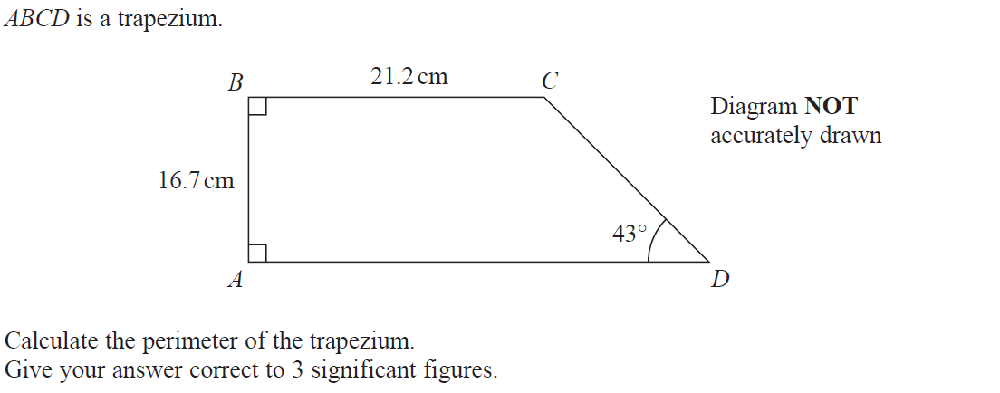 ABCD is a trapezium.
B
21.2 cm
C
Diagram NOT
accurately drawn
16.7 cm
43°
A
D
Calculate the perimeter of the trapezium.
Give your answer correct to 3 significant figures.